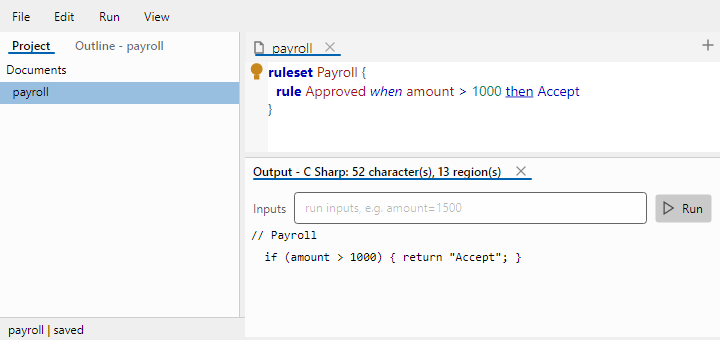 File Edit Run View
Project Outline - payroll
Documents
payroll
payroll
ruleset Payroll {
rule Approved when amount > 1000 then Accept
}
Output - C Sharp: 52 character(s), 13 region(s)
Inputs run inputs, e.g. amount=1500 Run
// Payroll
if (amount > 1000) { return "Accept"; }
payroll | saved